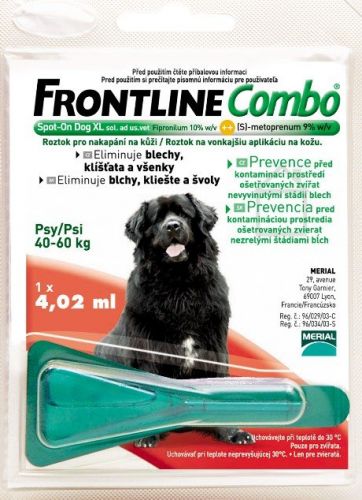 Před použitím čtěte příbalovou informaci
Pred použitím si prečítajte písomnú informáciu pre používateľa
FRONTLINE Combo®
Spot-On Dog XL sol. ad us.vet. Fipronilum 10% w/v ++ (S)-metoprenum 9% w/v
Roztok pro nakapání na kůži / Roztok na vonkajšiu aplikáciu na kožu.
Eliminuje blechy,
klíšťata a všenky
Eliminuje blchy, kliešte a švoly
Prevence před
kontaminací prostředí
ošetřovaných zvířat
nevyvinutými stádii blech
Prevencia pred
kontamináciou prostredia
ošetrovaných zvierat
nezrelými štádiami bĺch
Psy/Psi
40-60 kg
1 x
4,02 ml
MERIAL
29, avenue
Tony Garnier,
69007 Lyon,
Francie/Francúzsko
Reg. č.: 96/029/03-C
Reg. č.: 96/034/03-S
MERIAL
Uchovávejte při teplotě do 30 °C
Pouze pro zvířata.
Uchovávať pri teplote neprevyšujúcej 30°C. • Len pre zvieratá.